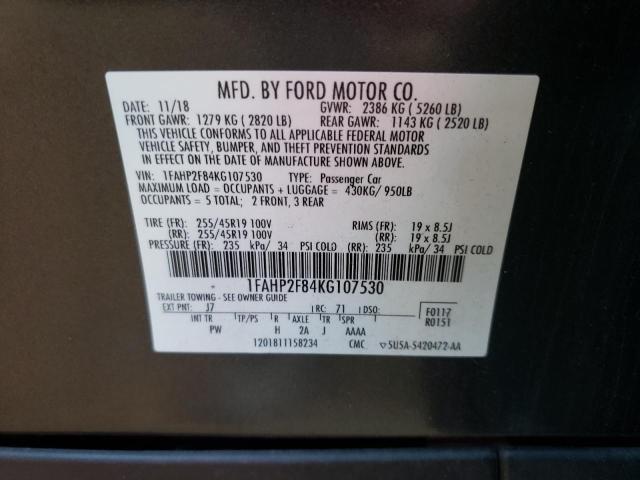 MFD. BY FORD MOTOR CO.
DATE: 11/18 GVWR: 2386 KG ( 5260 LB)
FRONT GAWR: 1279 KG ( 2820 LB) REAR GAWR: 1143 KG ( 2520 LB)
THIS VEHICLE CONFORMS TO ALL APPLICABLE FEDERAL MOTOR
VEHICLE SAFETY, BUMPER, AND THEFT PREVENTION STANDARDS
IN EFFECT ON THE DATE OF MANUFACTURE SHOWN ABOVE.
VIN: 1FAHP2F84KG107530 TYPE: Passenger Car
MAXIMUM LOAD = OCCUPANTS + LUGGAGE = 430KG/ 950LB
OCCUPANTS = 5 TOTAL; 2 FRONT, 3 REAR
TIRE (FR): 255/45R19 100V RIMS (FR): 19 x 8.5J
(RR): 255/45R19 100V (RR): 19 x 8.5J
PRESSURE (FR): 235 kPa/ 34 PSI COLD (RR): 235 kPa/ 34 PSI COLD
1FAHP2F84KG107530
TRAILER TOWING - SEE OWNER GUIDE
EXT PNT: J7 RC: 71 DSO: F0117
INT TR TP/PS R AXLE TR SPR R0151
PW H 2A J AAAA
1201811158234 CMC ▽5U5A-5420472-AA